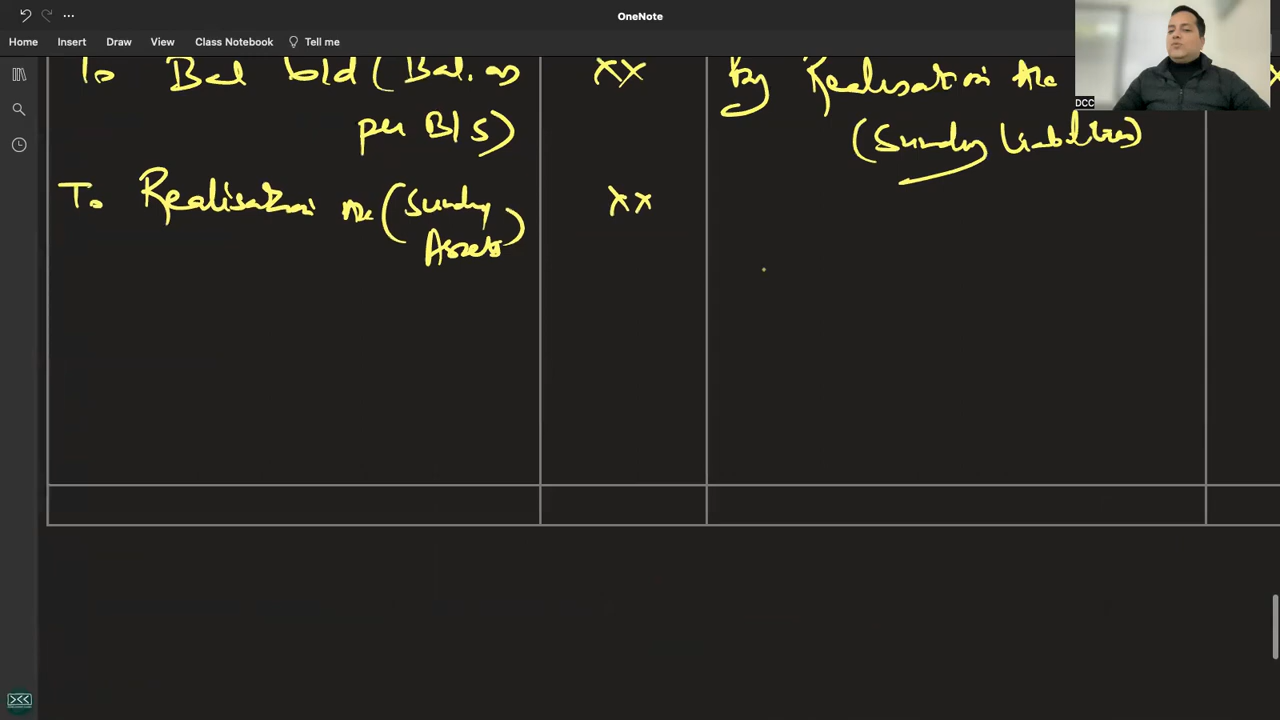 OneNote
Home Insert Draw View Class Notebook Tell me
To Bal b/d ( Bal. as per B/S) XX
To Realisation A/c (Sundry Assets) XX
By Realisation A/c (Sundry Liabilities)
DCC